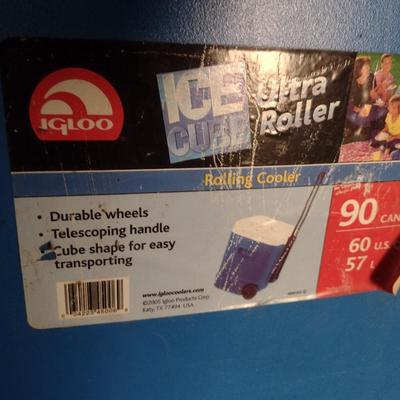 IGLOO
ICE CUBE
Ultra Roller
Rolling Cooler
• Durable wheels
• Telescoping handle
Cube shape for easy
transporting
90 CAN
60 U.S.
57 L
www.igloocoolers.com
©2005 Igloo Products Corp
Katy, TX 77494 USA